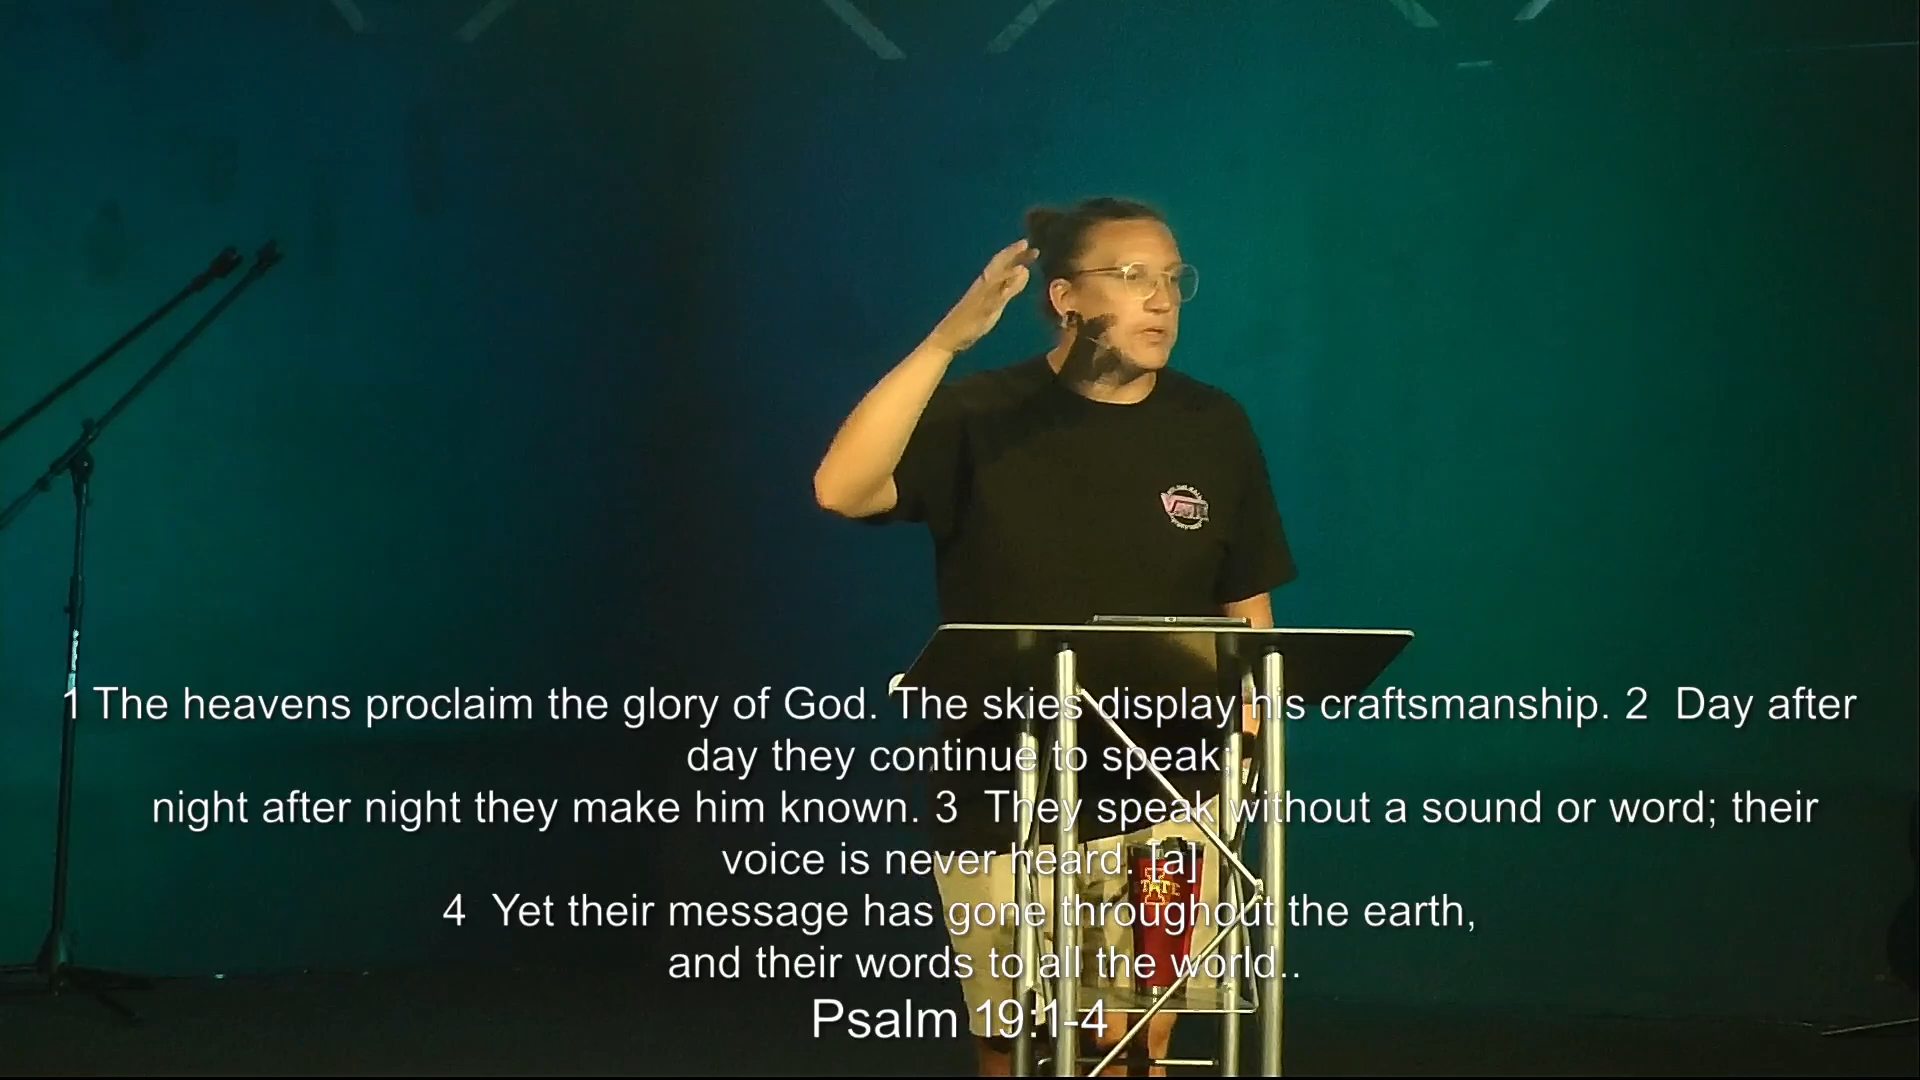 1 The heavens proclaim the glory of God. The skies display his craftsmanship. 2 Day after
day they continue to speak;
night after night they make him known. 3 They speak without a sound or word; their
voice is never heard. [a]
4 Yet their message has gone throughout the earth,
and their words to all the world..
Psalm 19:1-4